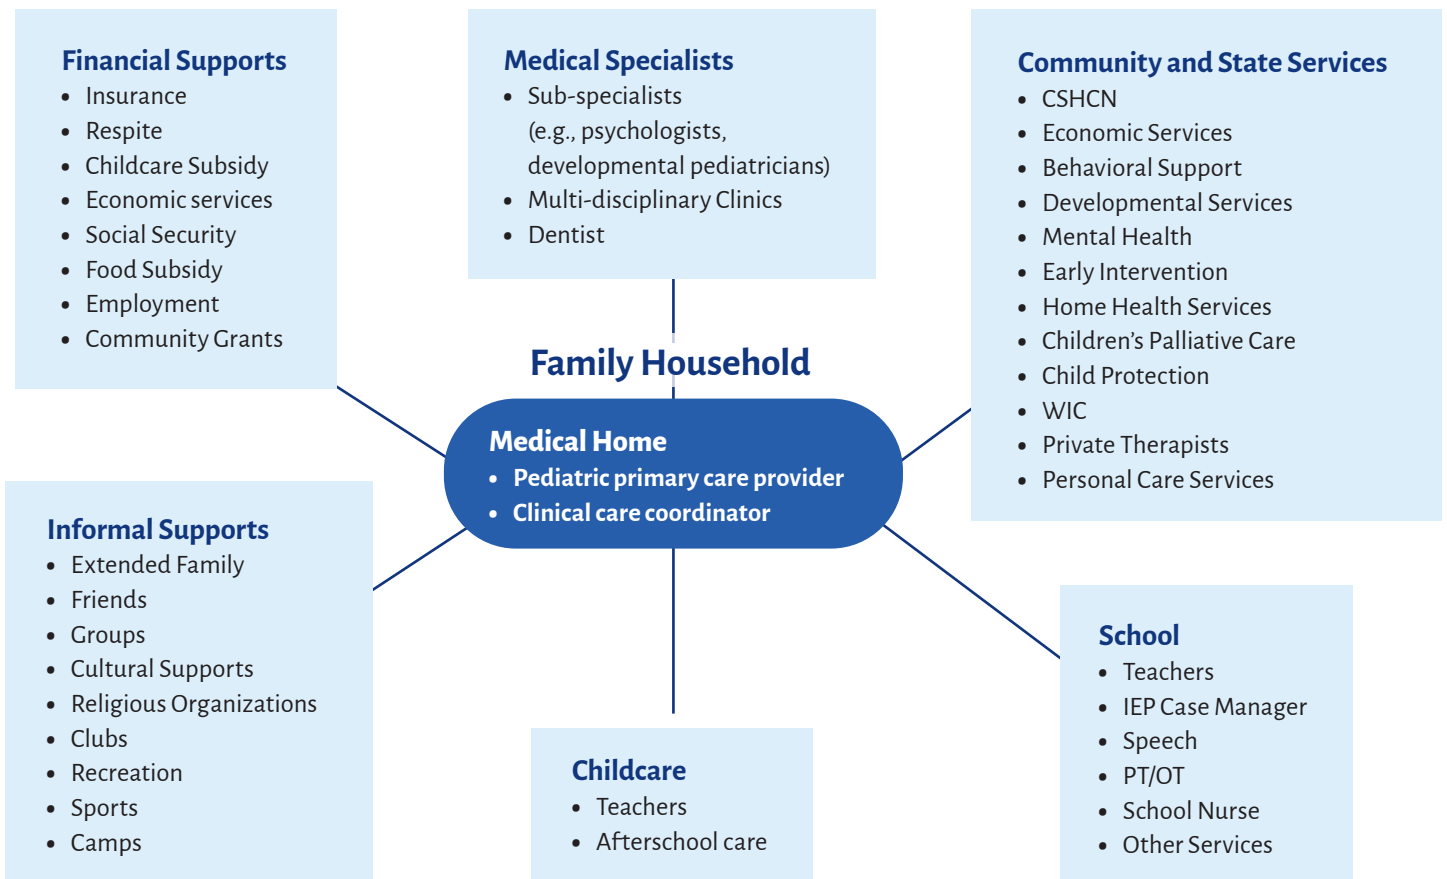 Financial Supports
• Insurance
• Respite
• Childcare Subsidy
• Economic services
• Social Security
• Food Subsidy
• Employment
• Community Grants
Medical Specialists
• Sub-specialists
(e.g., psychologists,
developmental pediatricians)
• Multi-disciplinary Clinics
• Dentist
Community and State Services
• CSHCN
• Economic Services
• Behavioral Support
• Developmental Services
• Mental Health
• Early Intervention
• Home Health Services
• Children’s Palliative Care
• Child Protection
• WIC
• Private Therapists
• Personal Care Services
Family Household
Medical Home
• Pediatric primary care provider
• Clinical care coordinator
Informal Supports
• Extended Family
• Friends
• Groups
• Cultural Supports
• Religious Organizations
• Clubs
• Recreation
• Sports
• Camps
Childcare
• Teachers
• Afterschool care
School
• Teachers
• IEP Case Manager
• Speech
• PT/OT
• School Nurse
• Other Services